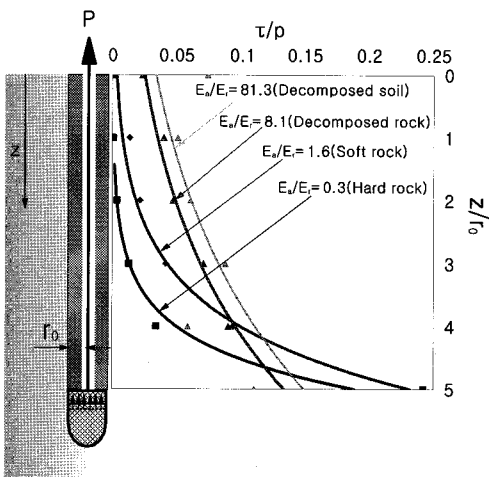 P
τ/p
0 0.05 0.10 0.15 0.20 0.25
0
Eₐ/Eᵣ= 81.3(Decomposed soil)
Eₐ/Eᵣ= 8.1(Decomposed rock)
1
Eₐ/Eᵣ= 1.6(Soft rock)
z
Eₐ/Eᵣ= 0.3(Hard rock)
2
z/r₀
3
r₀
4
5